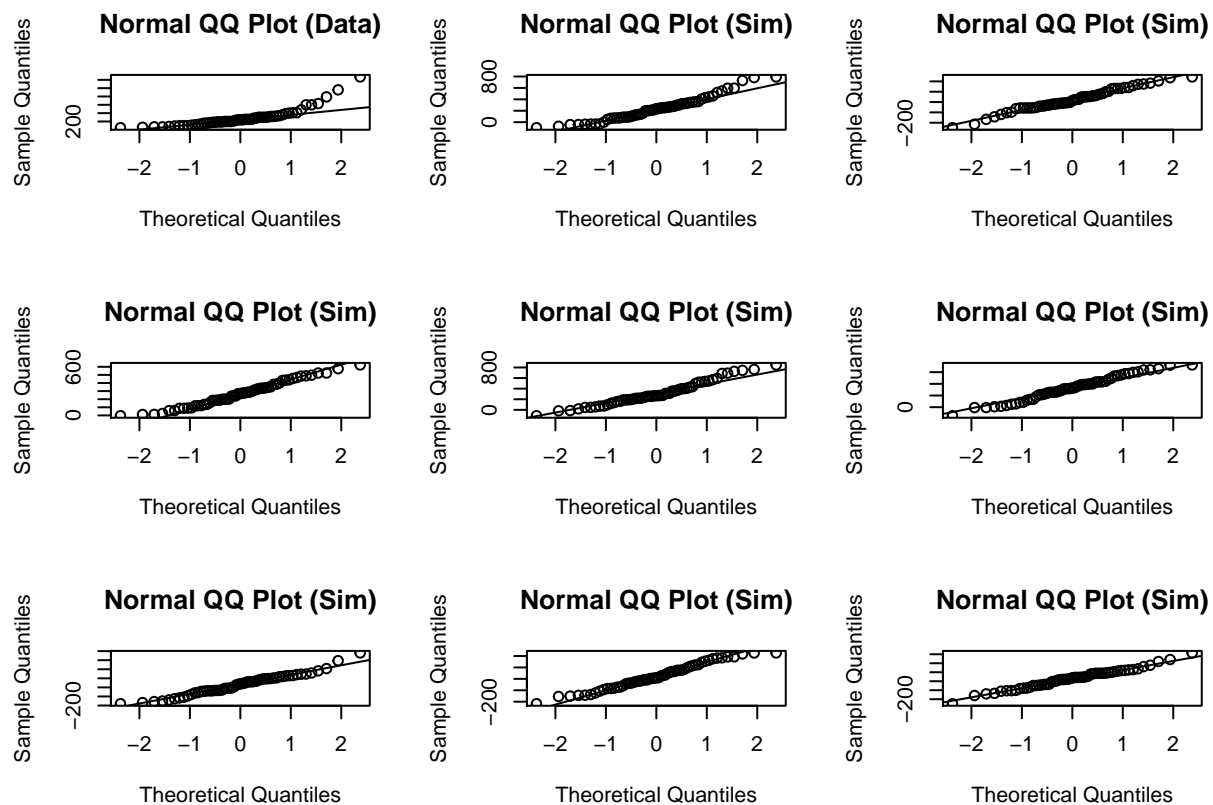 Normal QQ Plot (Data)
Sample Quantiles
200
−2 −1 0 1 2
Theoretical Quantiles
Normal QQ Plot (Sim)
Sample Quantiles
800
0
−2 −1 0 1 2
Theoretical Quantiles
Normal QQ Plot (Sim)
Sample Quantiles
−200
−2 −1 0 1 2
Theoretical Quantiles
Normal QQ Plot (Sim)
Sample Quantiles
600
0
−2 −1 0 1 2
Theoretical Quantiles
Normal QQ Plot (Sim)
Sample Quantiles
800
0
−2 −1 0 1 2
Theoretical Quantiles
Normal QQ Plot (Sim)
Sample Quantiles
0
−2 −1 0 1 2
Theoretical Quantiles
Normal QQ Plot (Sim)
Sample Quantiles
−200
−2 −1 0 1 2
Theoretical Quantiles
Normal QQ Plot (Sim)
Sample Quantiles
−200
−2 −1 0 1 2
Theoretical Quantiles
Normal QQ Plot (Sim)
Sample Quantiles
−200
−2 −1 0 1 2
Theoretical Quantiles